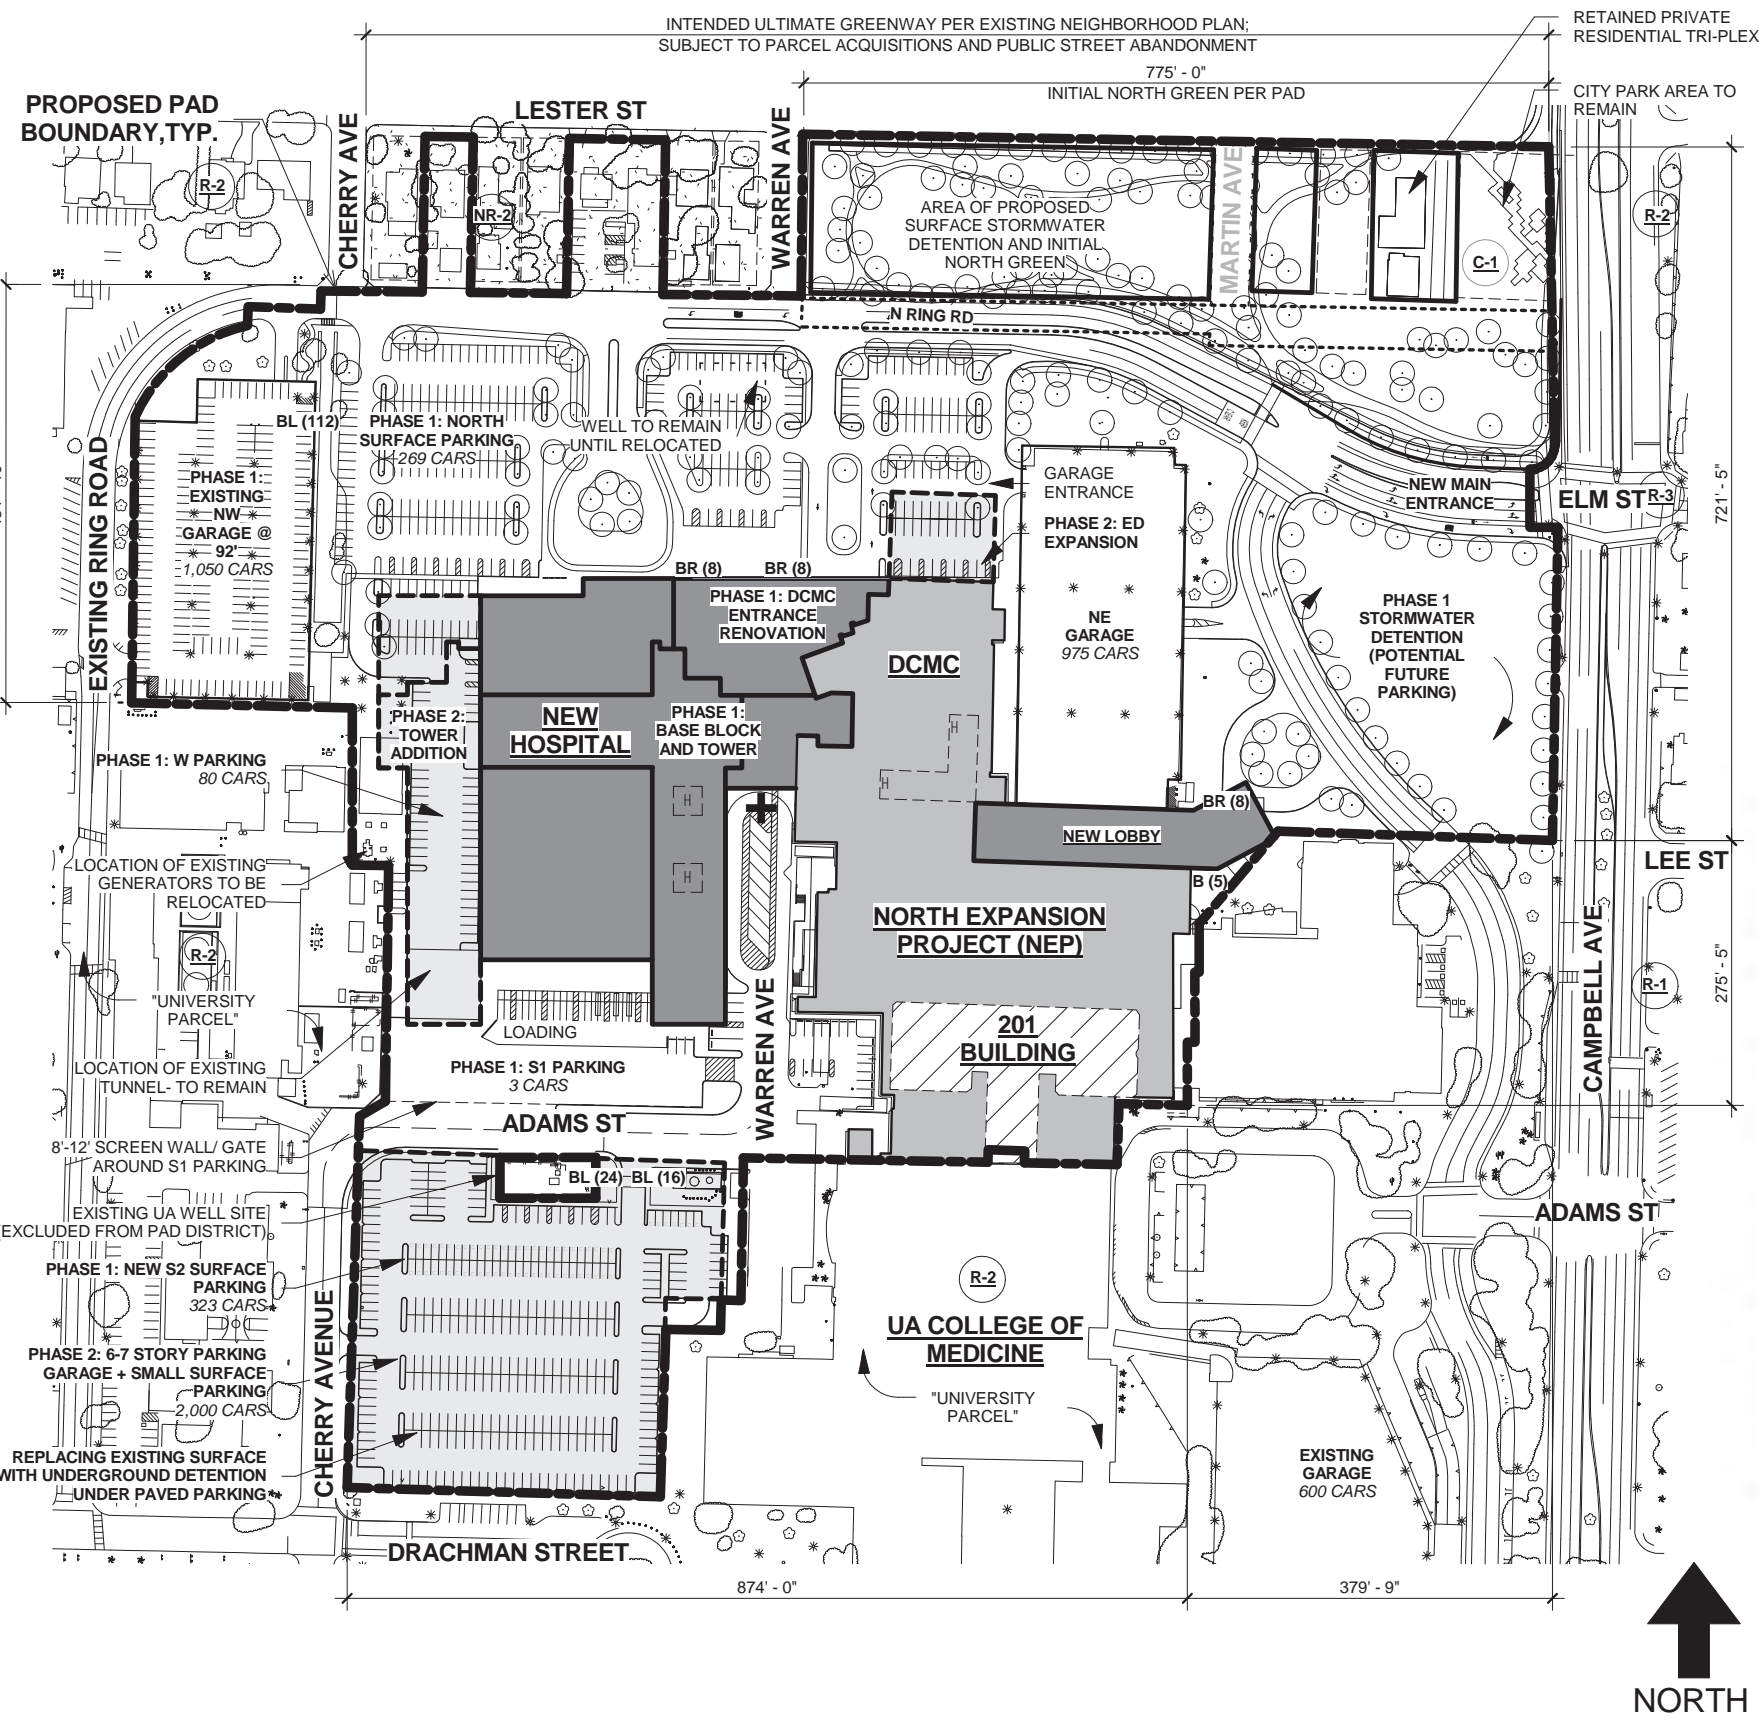 INTENDED ULTIMATE GREENWAY PER EXISTING NEIGHBORHOOD PLAN;
SUBJECT TO PARCEL ACQUISITIONS AND PUBLIC STREET ABANDONMENT
RETAINED PRIVATE
RESIDENTIAL TRI-PLEX
775' - 0"
INITIAL NORTH GREEN PER PAD
CITY PARK AREA TO
REMAIN
PROPOSED PAD
BOUNDARY,TYP.
LESTER ST
CHERRY AVE
WARREN AVE
MARTIN AVE
R-2
NR-2
R-2
C-1
AREA OF PROPOSED
SURFACE STORMWATER
DETENTION AND INITIAL
NORTH GREEN
N RING RD
EXISTING RING ROAD
BL (112)
PHASE 1: NORTH
SURFACE PARKING
269 CARS
WELL TO REMAIN
UNTIL RELOCATED
PHASE 1:
EXISTING
NW
GARAGE @
92'
1,050 CARS
GARAGE
ENTRANCE
PHASE 2: ED
EXPANSION
NEW MAIN
ENTRANCE
ELM ST
R-3
721' - 5"
BR (8)
BR (8)
PHASE 1: DCMC
ENTRANCE
RENOVATION
DCMC
NE
GARAGE
975 CARS
PHASE 1
STORMWATER
DETENTION
(POTENTIAL
FUTURE
PARKING)
PHASE 2:
TOWER
ADDITION
NEW
HOSPITAL
PHASE 1:
BASE BLOCK
AND TOWER
H
H
H
H
PHASE 1: W PARKING
80 CARS
BR (8)
NEW LOBBY
B (5)
LEE ST
LOCATION OF EXISTING
GENERATORS TO BE
RELOCATED
R-2
NORTH EXPANSION
PROJECT (NEP)
CAMPBELL AVE
R-1
275' - 5"
"UNIVERSITY
PARCEL"
WARREN AVE
LOADING
201
BUILDING
LOCATION OF EXISTING
TUNNEL- TO REMAIN
PHASE 1: S1 PARKING
3 CARS
ADAMS ST
8'-12' SCREEN WALL/ GATE
AROUND S1 PARKING
BL (24)
BL (16)
EXISTING UA WELL SITE
(EXCLUDED FROM PAD DISTRICT)
ADAMS ST
PHASE 1: NEW S2 SURFACE
PARKING
323 CARS
R-2
UA COLLEGE OF
MEDICINE
CHERRY AVENUE
PHASE 2: 6-7 STORY PARKING
GARAGE + SMALL SURFACE
PARKING
2,000 CARS
"UNIVERSITY
PARCEL"
REPLACING EXISTING SURFACE
WITH UNDERGROUND DETENTION
UNDER PAVED PARKING
EXISTING
GARAGE
600 CARS
DRACHMAN STREET
874' - 0"
379' - 9"
NORTH